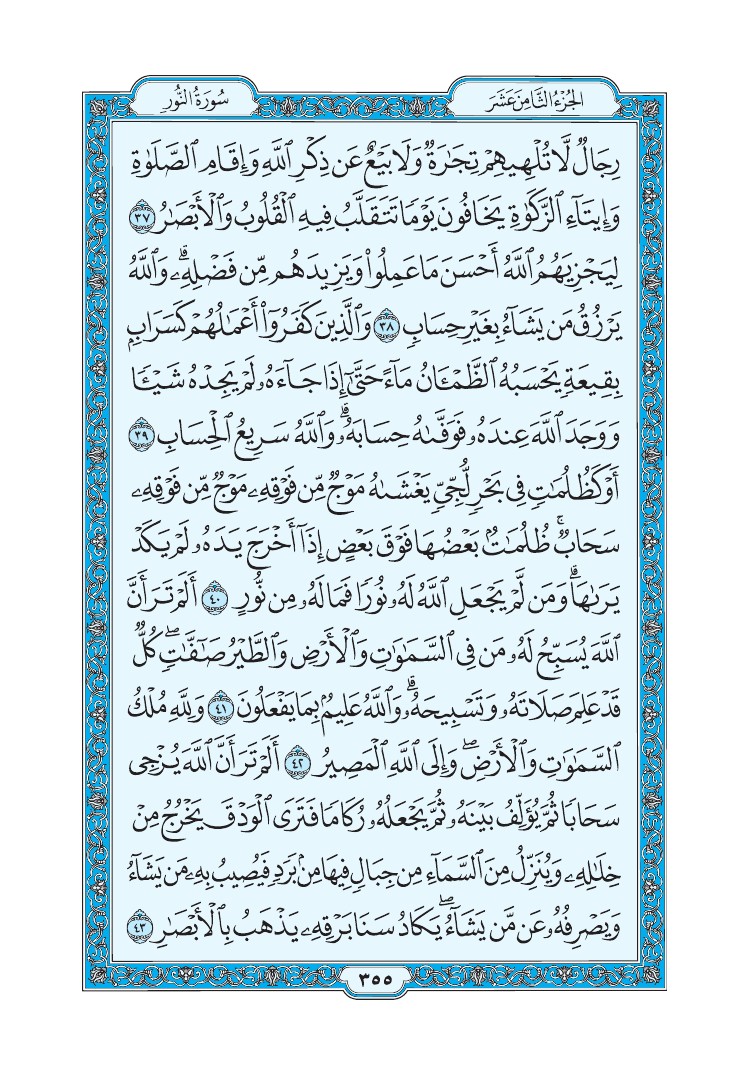 الجُزْءُ الثَّامِنَ عَشَرَ
سُورَةُ النُّورِ
رِجَالٌ لَّا تُلْهِيهِمْ تِجَٰرَةٌ وَلَا بَيْعٌ عَن ذِكْرِ ٱللَّهِ وَإِقَامِ ٱلصَّلَوٰةِ
وَإِيتَآءِ ٱلزَّكَوٰةِ يَخَافُونَ يَوْمًا تَتَقَلَّبُ فِيهِ ٱلْقُلُوبُ وَٱلْأَبْصَٰرُ ٣٧
لِيَجْزِيَهُمُ ٱللَّهُ أَحْسَنَ مَا عَمِلُوا۟ وَيَزِيدَهُم مِّن فَضْلِهِۦ ۗ وَٱللَّهُ
يَرْزُقُ مَن يَشَآءُ بِغَيْرِ حِسَابٍ ٣٨ وَٱلَّذِينَ كَفَرُوٓا۟ أَعْمَٰلُهُمْ كَسَرَابٍۭ
بِقِيعَةٍ يَحْسَبُهُ ٱلظَّمْـَٔانُ مَآءً حَتَّىٰٓ إِذَا جَآءَهُۥ لَمْ يَجِدْهُ شَيْـًٔا
وَوَجَدَ ٱللَّهَ عِندَهُۥ فَوَفَّىٰهُ حِسَابَهُۥ ۗ وَٱللَّهُ سَرِيعُ ٱلْحِسَابِ ٣٩
أَوْ كَظُلُمَٰتٍ فِى بَحْرٍ لُّجِّىٍّ يَغْشَىٰهُ مَوْجٌ مِّن فَوْقِهِۦ مَوْجٌ مِّن فَوْقِهِۦ
سَحَابٌ ۚ ظُلُمَٰتٌۢ بَعْضُهَا فَوْقَ بَعْضٍ إِذَآ أَخْرَجَ يَدَهُۥ لَمْ يَكَدْ
يَرَىٰهَا ۗ وَمَن لَّمْ يَجْعَلِ ٱللَّهُ لَهُۥ نُورًا فَمَا لَهُۥ مِن نُّورٍ ٤٠ أَلَمْ تَرَ أَنَّ
ٱللَّهَ يُسَبِّحُ لَهُۥ مَن فِى ٱلسَّمَٰوَٰتِ وَٱلْأَرْضِ وَٱلطَّيْرُ صَٰٓفَّٰتٍ ۖ كُلٌّ
قَدْ عَلِمَ صَلَاتَهُۥ وَتَسْبِيحَهُۥ ۗ وَٱللَّهُ عَلِيمٌۢ بِمَا يَفْعَلُونَ ٤١ وَلِلَّهِ مُلْكُ
ٱلسَّمَٰوَٰتِ وَٱلْأَرْضِ ۖ وَإِلَى ٱللَّهِ ٱلْمَصِيرُ ٤٢ أَلَمْ تَرَ أَنَّ ٱللَّهَ يُزْجِى
سَحَابًا ثُمَّ يُؤَلِّفُ بَيْنَهُۥ ثُمَّ يَجْعَلُهُۥ رُكَامًا فَتَرَى ٱلْوَدْقَ يَخْرُجُ مِنْ
خِلَٰلِهِۦ وَيُنَزِّلُ مِنَ ٱلسَّمَآءِ مِن جِبَالٍ فِيهَا مِنۢ بَرَدٍ فَيُصِيبُ بِهِۦ مَن يَشَآءُ
وَيَصْرِفُهُۥ عَن مَّن يَشَآءُ ۖ يَكَادُ سَنَا بَرْقِهِۦ يَذْهَبُ بِٱلْأَبْصَٰرِ ٤٣
٣٥٥